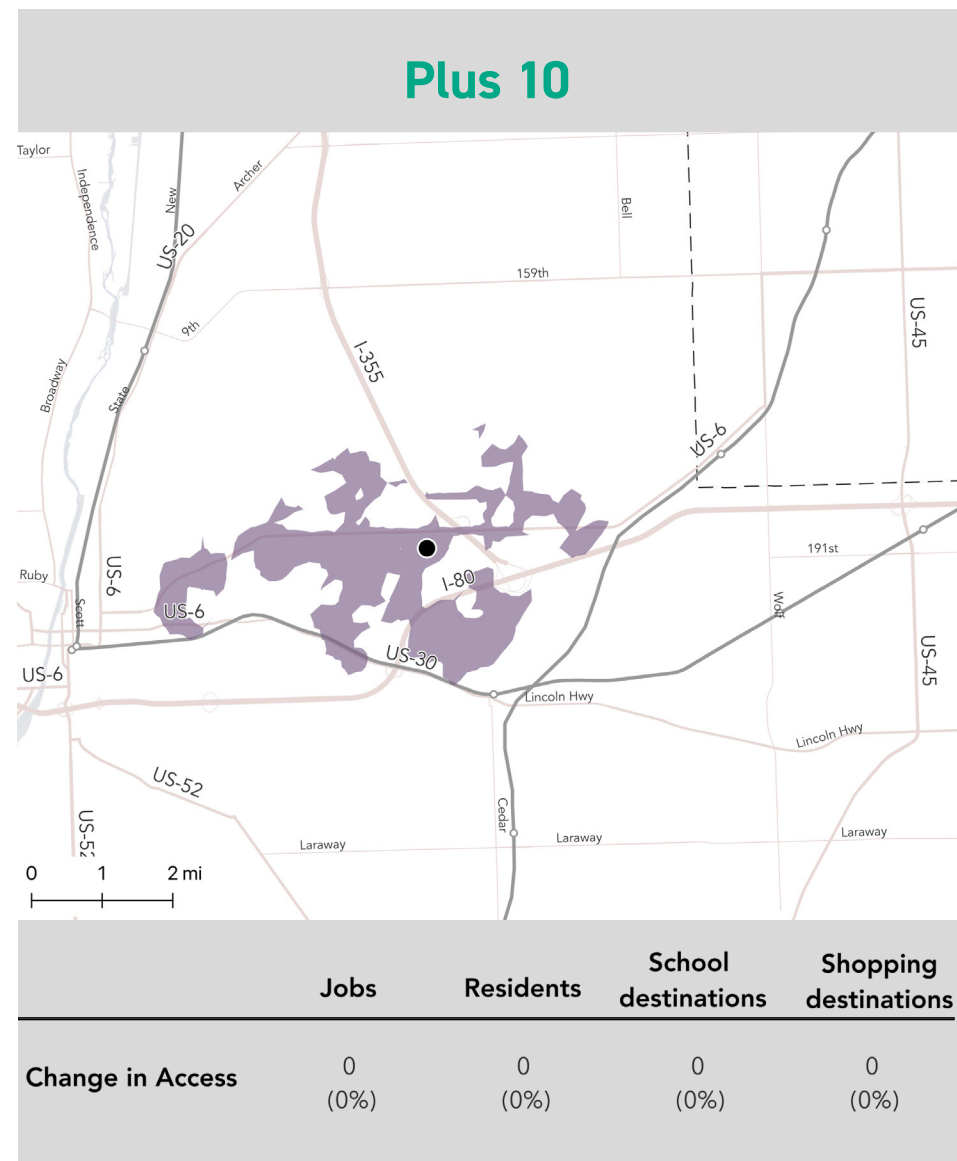 Plus 10
Taylor
Independence
New
Archer
US-20
Bell
159th
9th
I-355
US-45
Broadway
State
US-6
191st
Ruby
US-6
I-80
Scott
US-6
Wolf
US-30
US-45
US-6
Lincoln Hwy
Lincoln Hwy
US-52
Cedar
US-52
Laraway
Laraway
Laraway
0 1 2 mi
Jobs Residents School destinations Shopping destinations
Change in Access
0 0 0 0
(0%) (0%) (0%) (0%)